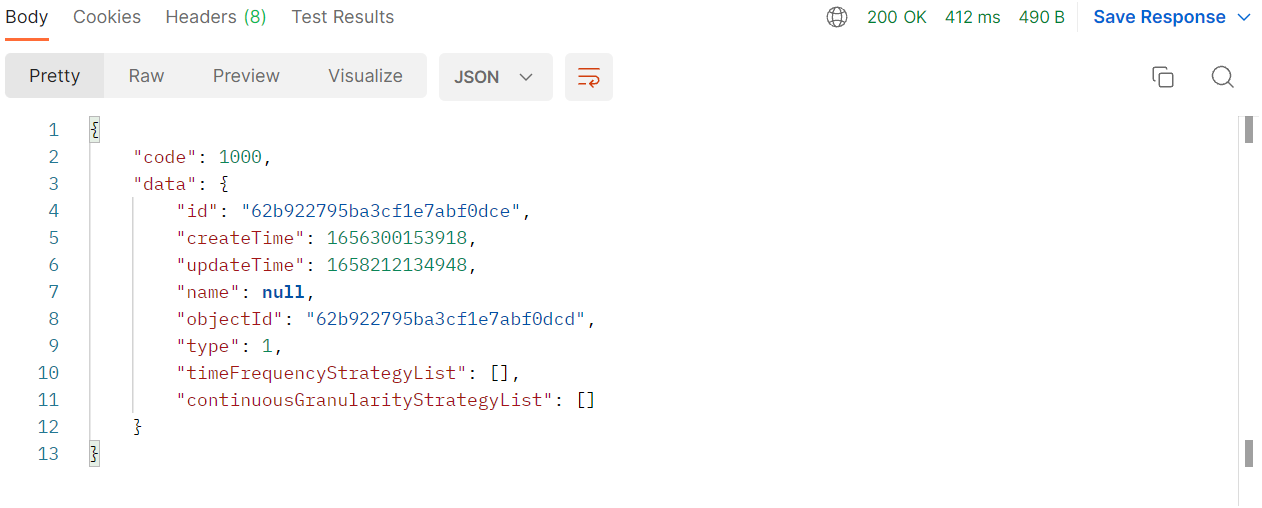 Body Cookies Headers (8) Test Results 200 OK 412 ms 490 B Save Response
Pretty Raw Preview Visualize JSON
1 {
2 "code": 1000,
3 "data": {
4 "id": "62b922795ba3cf1e7abf0dce",
5 "createTime": 1656300153918,
6 "updateTime": 1658212134948,
7 "name": null,
8 "objectId": "62b922795ba3cf1e7abf0dcd",
9 "type": 1,
10 "timeFrequencyStrategyList": [],
11 "continuousGranularityStrategyList": []
12 }
13 }